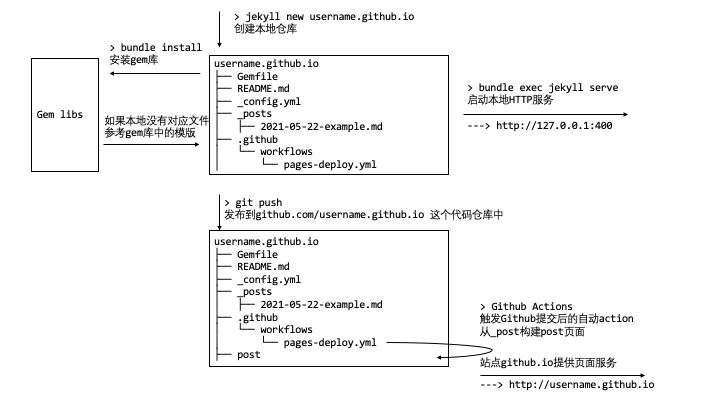 > jekyll new username.github.io
创建本地仓库
> bundle install
安装gem库
Gem libs
如果本地没有对应文件
参考gem库中的模版
username.github.io
├── Gemfile
├── README.md
├── _config.yml
├── _posts
│   ├── 2021-05-22-example.md
├── .github
│   └── workflows
│       └── pages-deploy.yml
> bundle exec jekyll serve
启动本地HTTP服务
---> http://127.0.0.1:400
> git push
发布到github.com/username.github.io 这个代码仓库中
username.github.io
├── Gemfile
├── README.md
├── _config.yml
├── _posts
│   ├── 2021-05-22-example.md
├── .github
│   └── workflows
│       └── pages-deploy.yml
├── post
> Github Actions
触发Github提交后的自动action
从_post构建post页面
站点github.io提供页面服务
---> http://username.github.io